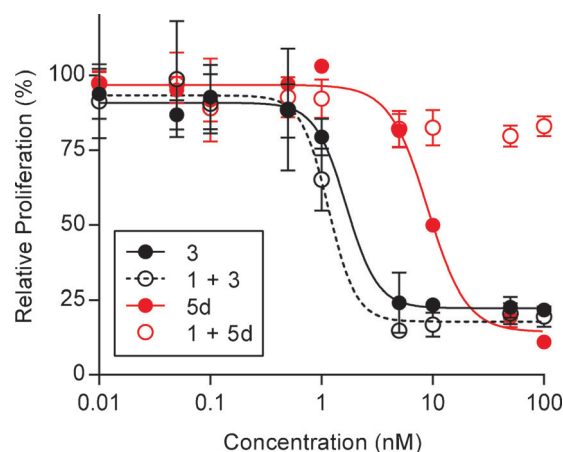 Relative Proliferation (%)
100
75
50
25
0
3
1 + 3
5d
1 + 5d
0.01 0.1 1 10 100
Concentration (nM)